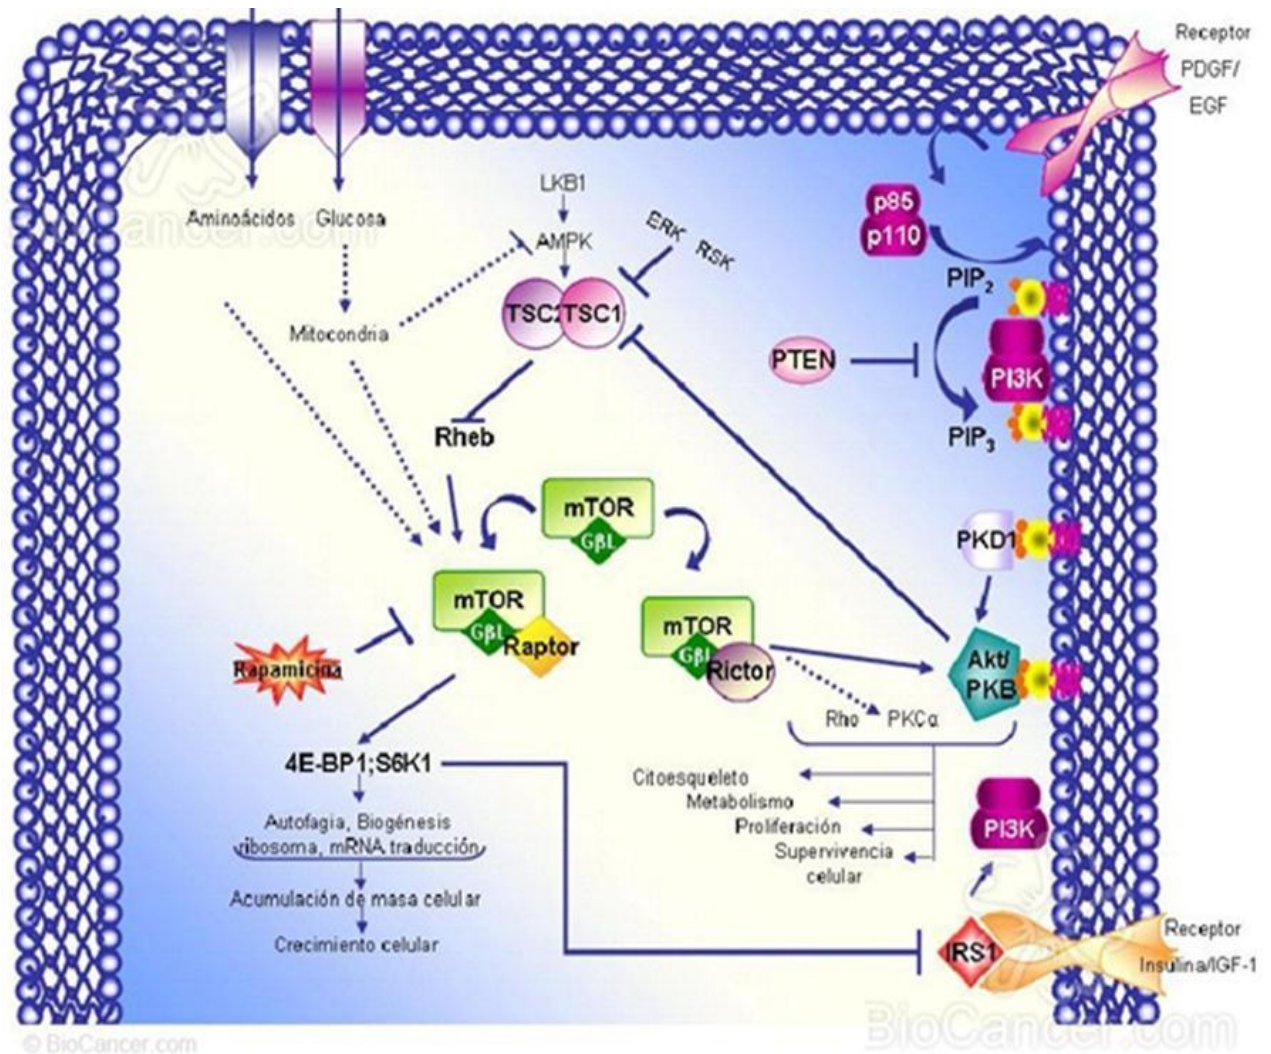 Receptor
PDGF/
EGF
Aminoácidos
Glucosa
LKB1
AMPK
ERK
RSK
p85
p110
PIP2
Mitocondria
TSC2
TSC1
PTEN
PI3K
PIP3
Rheb
mTOR
GβL
PKD1
mTOR
GβL
Raptor
mTOR
GβL
Rictor
Rapamicina
Akt/
PKB
Rho
PKCα
4E-BP1;S6K1
Citoesqueleto
Metabolismo
Proliferación
Supervivencia
celular
PI3K
Autofagia, Biogénesis
ribosoma, mRNA traducción
Acumulación de masa celular
Crecimiento celular
IRS1
Receptor
Insulina/IGF-1
BioCancer.com
© BioCancer.com